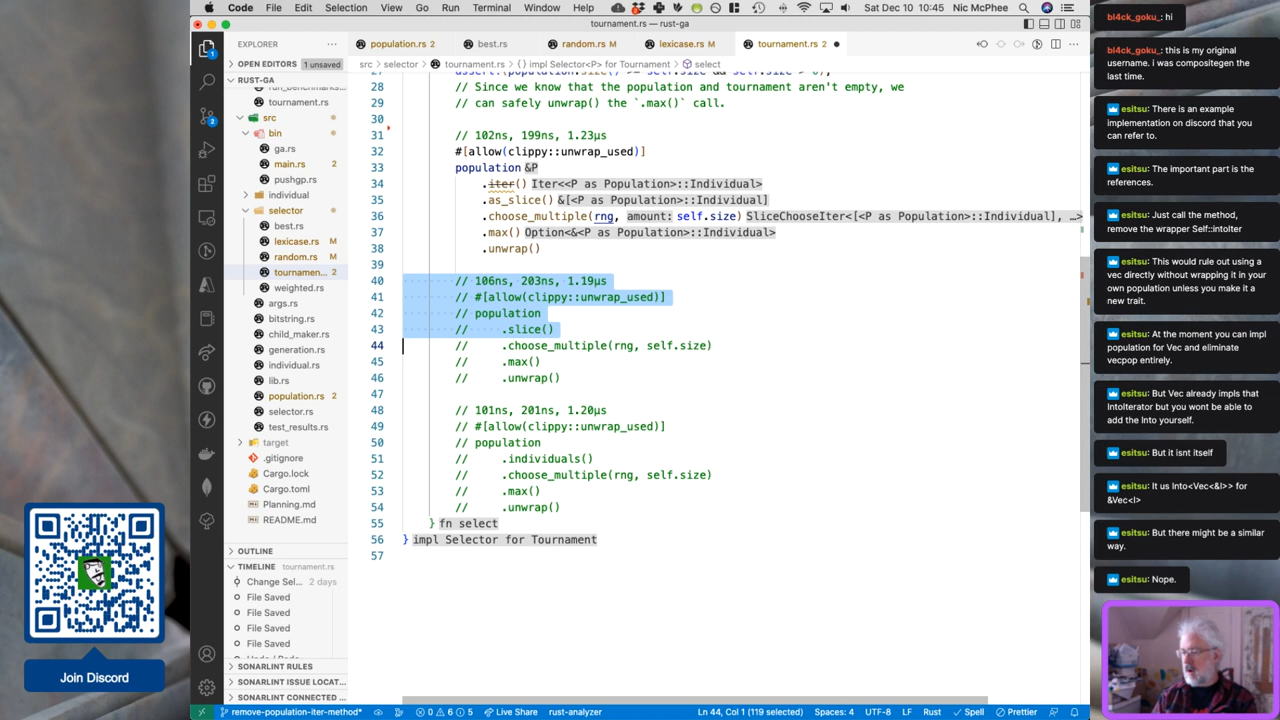 Code
File
Edit
Selection
View
Go
Run
Terminal
Window
Help
Sat Dec 10 10:45 Nic McPhee
tournament.rs — rust-ga
EXPLORER
OPEN EDITORS 1 unsaved
RUST-GA
run_benchmarks...
tournament.rs
src
bin
ga.rs
main.rs 2
pushgp.rs
individual
selector
best.rs
lexicase.rs M
random.rs M
tournamen... 2
weighted.rs
args.rs
bitstring.rs
child_maker.rs
generation.rs
individual.rs
lib.rs
population.rs 2
selector.rs
test_results.rs
target
.gitignore
Cargo.lock
Cargo.toml
Planning.md
README.md
OUTLINE
TIMELINE tournament.rs
Change Sel... 2 days
File Saved
File Saved
File Saved
File Saved
SONARLINT RULES
SONARLINT ISSUE LOCAT...
SONARLINT CONNECTED ...
population.rs 2
best.rs
random.rs M
lexicase.rs M
tournament.rs 2
src > selector > tournament.rs > {} impl Selector<P> for Tournament > select
27 assert!(population.size() >= self.size && self.size > 0);
28 // Since we know that the population and tournament aren't empty, we
29 // can safely unwrap() the `.max()` call.
30
31 // 102ns, 199ns, 1.23µs
32 #[allow(clippy::unwrap_used)]
33 population &P
34 .iter() Iter<<P as Population>::Individual>
35 .as_slice() &[<P as Population>::Individual]
36 .choose_multiple(rng, amount: self.size) SliceChooseIter<[<P as Population>::Individual], …>
37 .max() Option<&<P as Population>::Individual>
38 .unwrap()
39
40 // 106ns, 203ns, 1.19µs
41 // #[allow(clippy::unwrap_used)]
42 // population
43 // .slice()
44 // .choose_multiple(rng, self.size)
45 // .max()
46 // .unwrap()
47
48 // 101ns, 201ns, 1.20µs
49 // #[allow(clippy::unwrap_used)]
50 // population
51 // .individuals()
52 // .choose_multiple(rng, self.size)
53 // .max()
54 // .unwrap()
55 } fn select
56 } impl Selector for Tournament
57
remove-population-iter-method* 0 6 5 Live Share rust-analyzer Ln 44, Col 1 (119 selected) Spaces: 4 UTF-8 LF Rust Spell Prettier
Join Discord
bl4ck_goku_: hi
bl4ck_goku_: this is my original
username. i was compositegen the
last time.
esitsu: There is an example
implementation on discord that you
can refer to.
esitsu: The important part is the
references.
esitsu: Just call the method,
remove the wrapper Self::intoIter
esitsu: This would rule out using a
vec directly without wrapping it in your
own population unless you make it a
new trait.
esitsu: At the moment you can impl
population for Vec and eliminate
vecpop entirely.
esitsu: But Vec already impls that
IntoIterator but you wont be able to
add the Into yourself.
esitsu: But it isnt itself
esitsu: It us Into<Vec<&I>> for
&Vec<I>
esitsu: But there might be a similar
way.
esitsu: Nope.